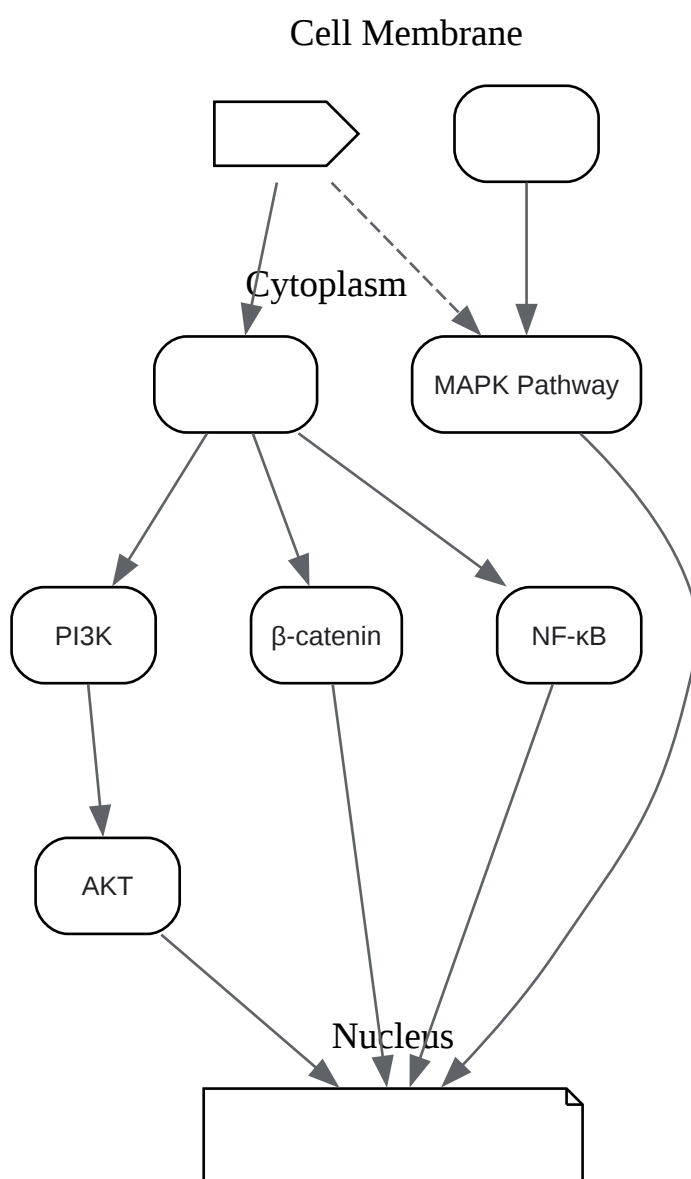 Cell Membrane
Cytoplasm
MAPK Pathway
PI3K
β-catenin
NF-κB
AKT
Nucleus